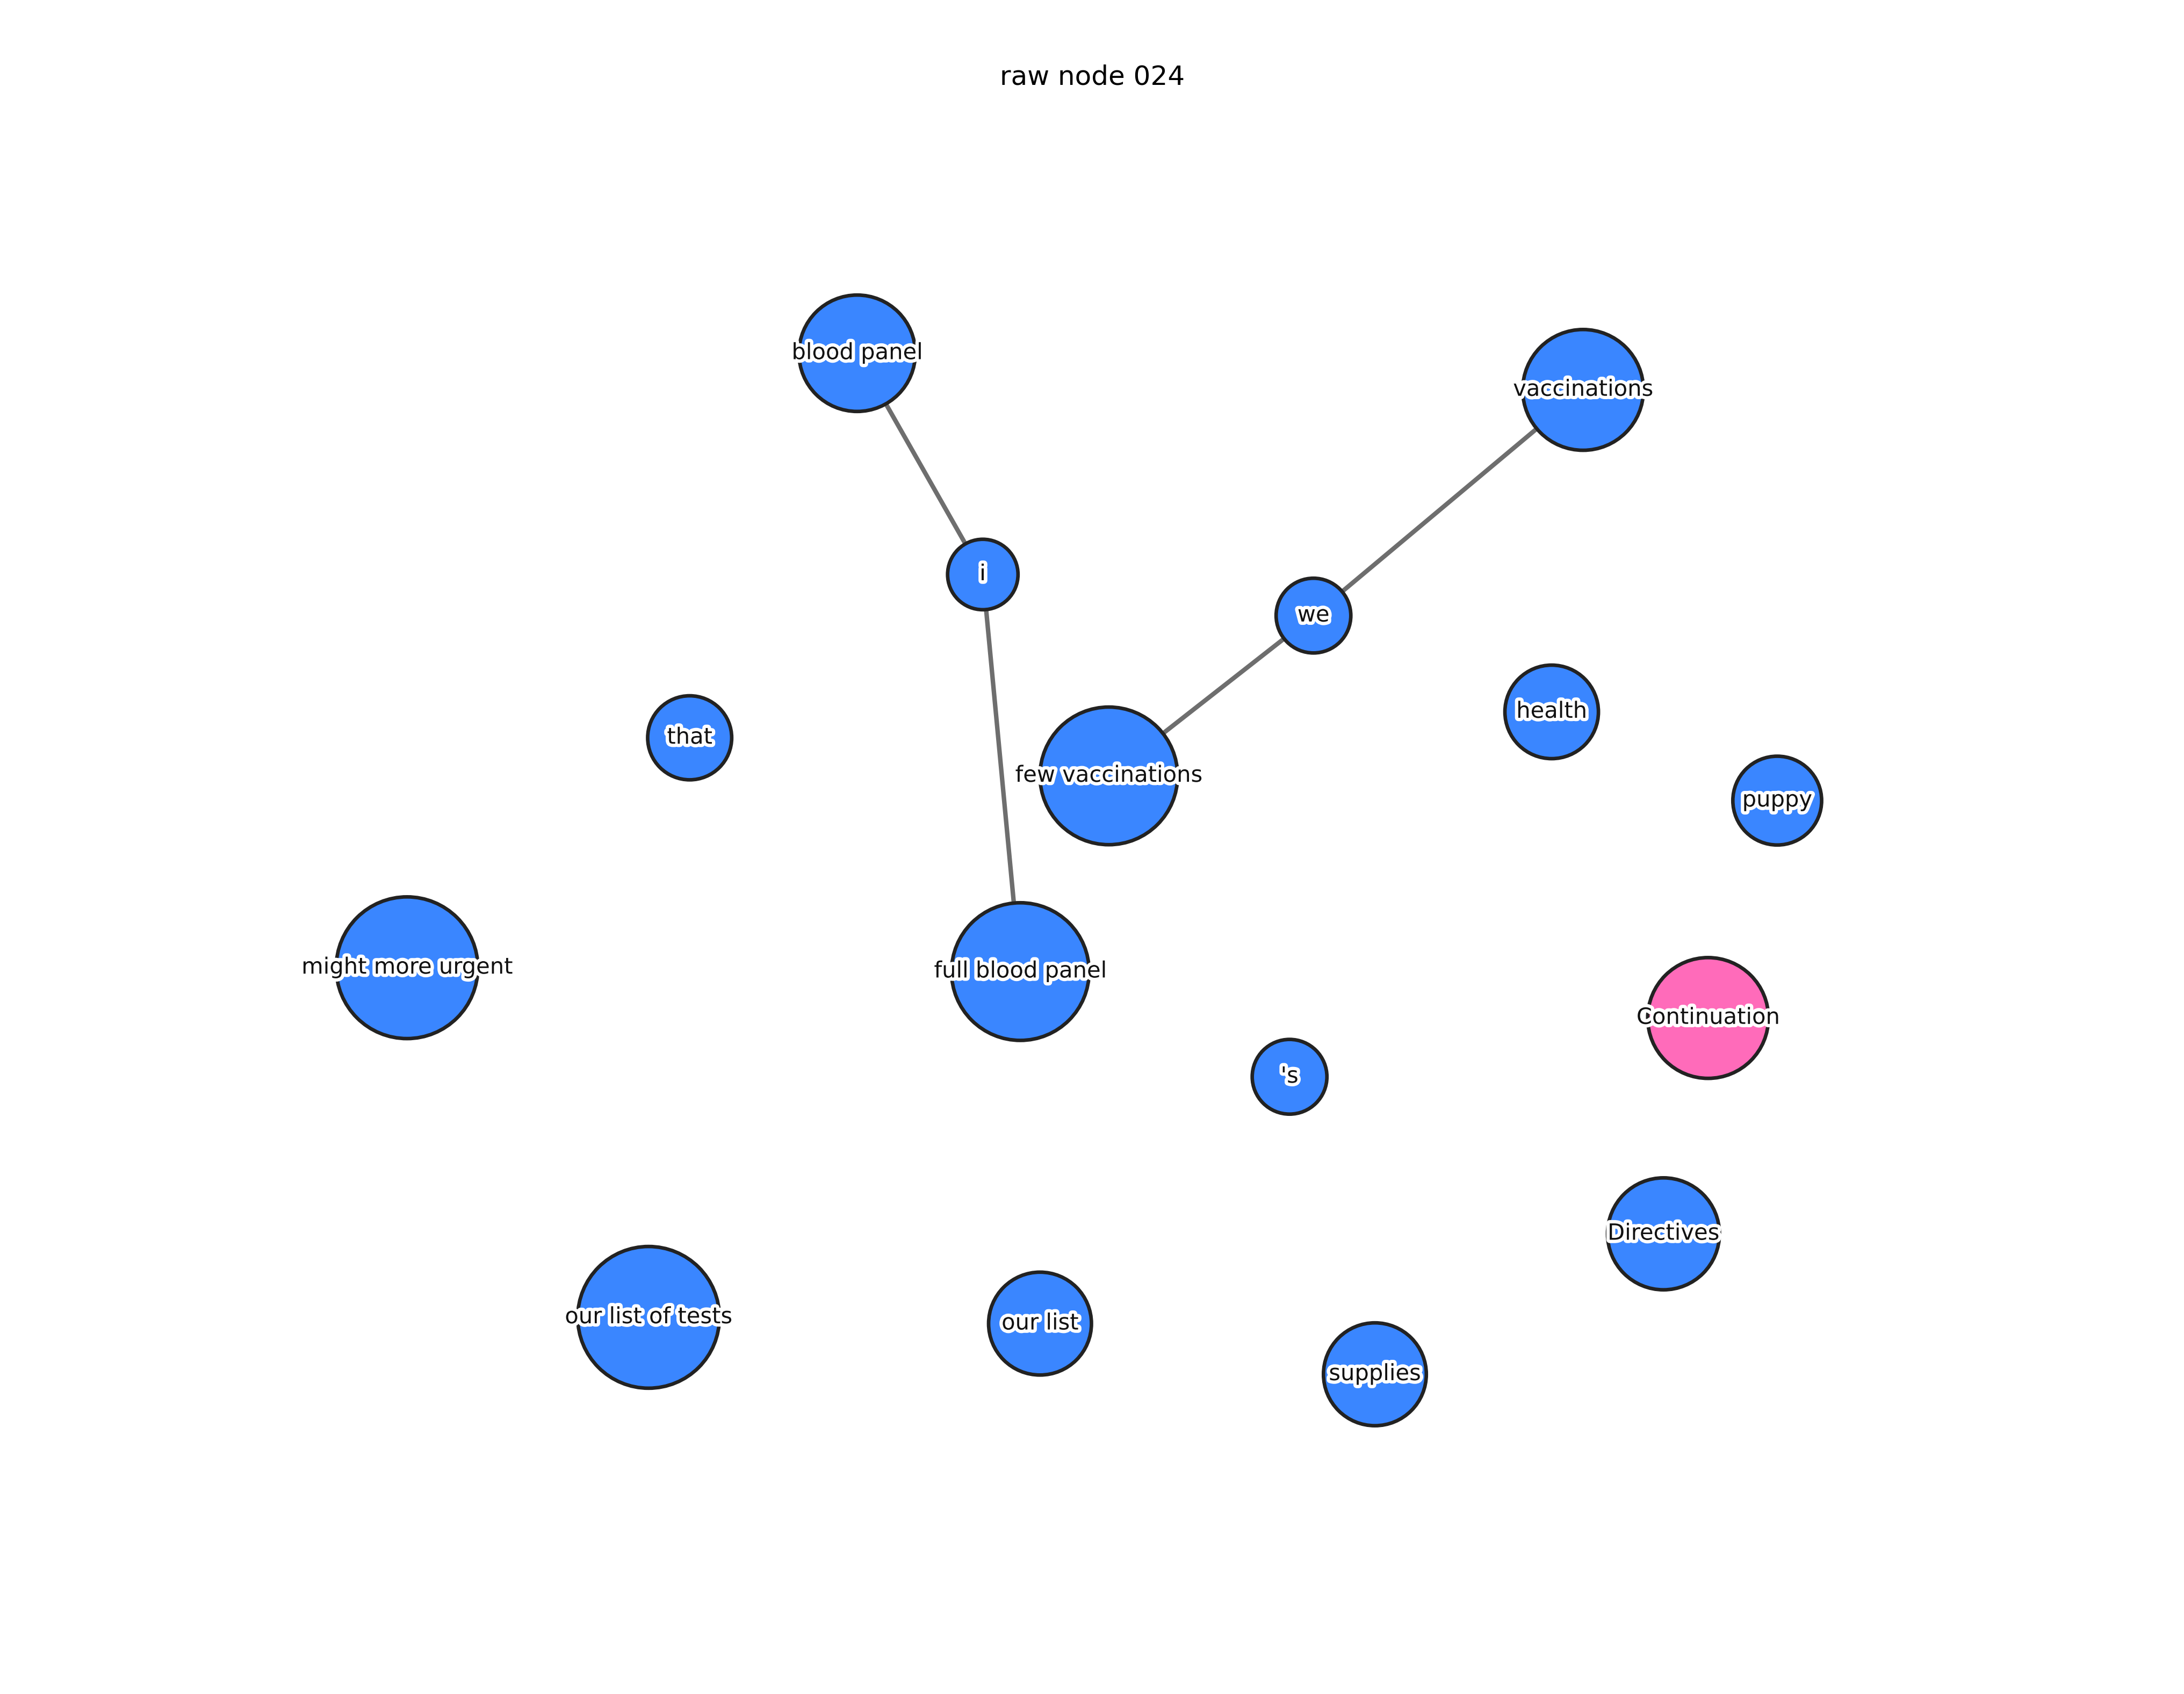 raw node 024
blood panel
vaccinations
i
we
health
that
few vaccinations
puppy
might more urgent
full blood panel
Continuation
's
Directives
our list of tests
our list
supplies